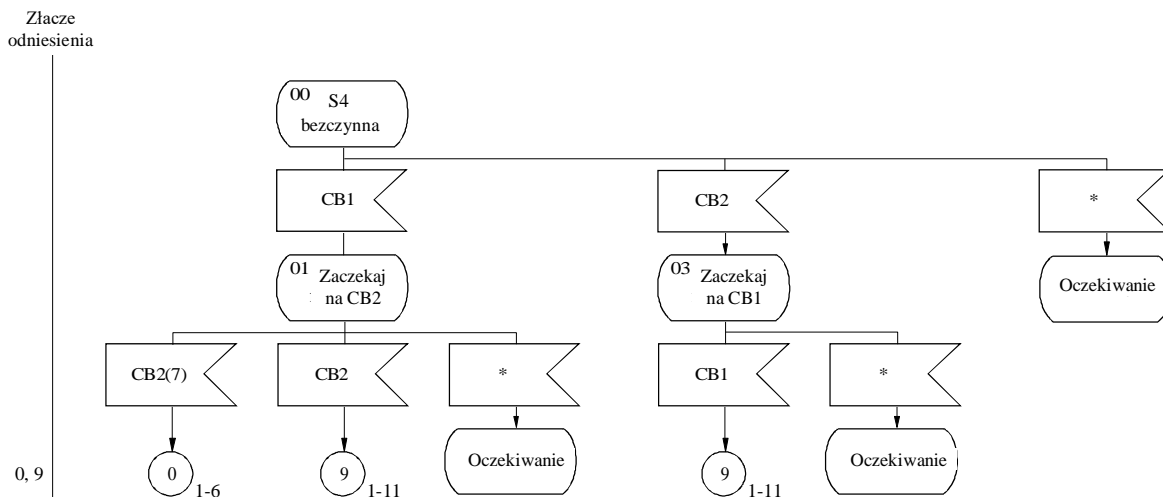 Złacze
odniesienia
00 S4
bezczynna
CB1
CB2
*
01 Zaczekaj
na CB2
03 Zaczekaj
na CB1
Oczekiwanie
CB2(7)
CB2
*
CB1
*
0, 9
0
1-6
9
1-11
Oczekiwanie
9
1-11
Oczekiwanie